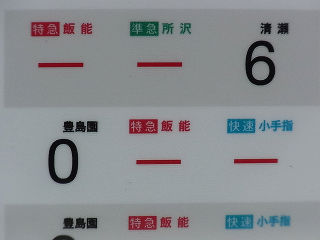 特急 飯能 準急 所沢 清瀬
— — 6
豊島園 特急 飯能 快速 小手指
0 — —
豊島園 特急 飯能 快速 小手指